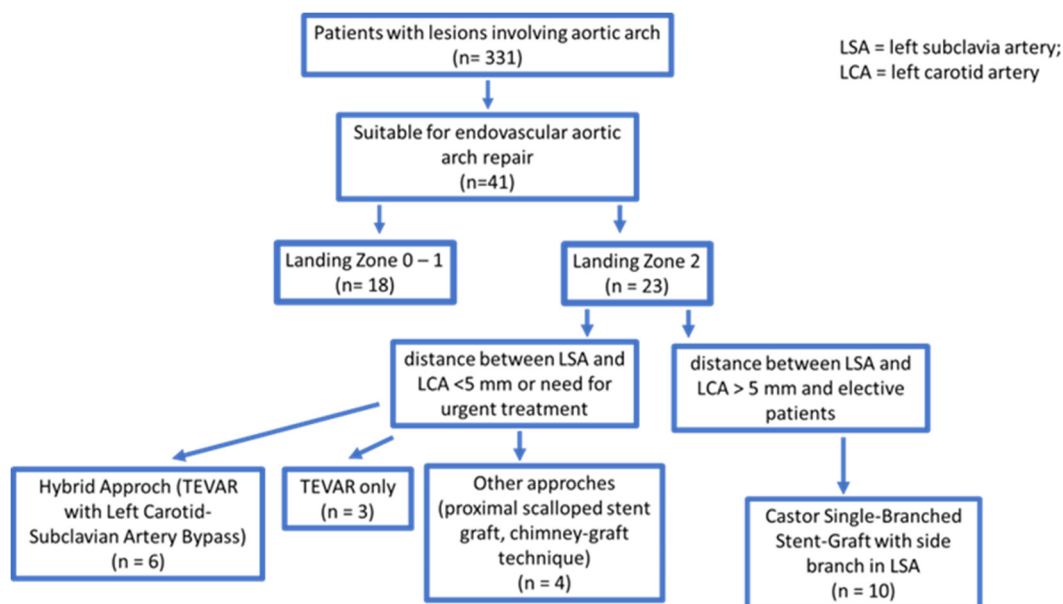 Patients with lesions involving aortic arch
(n= 331)
LSA = left subclavia artery;
LCA = left carotid artery
Suitable for endovascular aortic
arch repair
(n=41)
Landing Zone 0 – 1
(n= 18)
Landing Zone 2
(n = 23)
distance between LSA and
LCA <5 mm or need for
urgent treatment
distance between LSA and
LCA > 5 mm and elective
patients
Hybrid Approch (TEVAR
with Left Carotid-
Subclavian Artery Bypass)
(n = 6)
TEVAR only
(n = 3)
Other approches
(proximal scalloped stent
graft, chimney-graft
technique)
(n = 4)
Castor Single-Branched
Stent-Graft with side
branch in LSA
(n = 10)